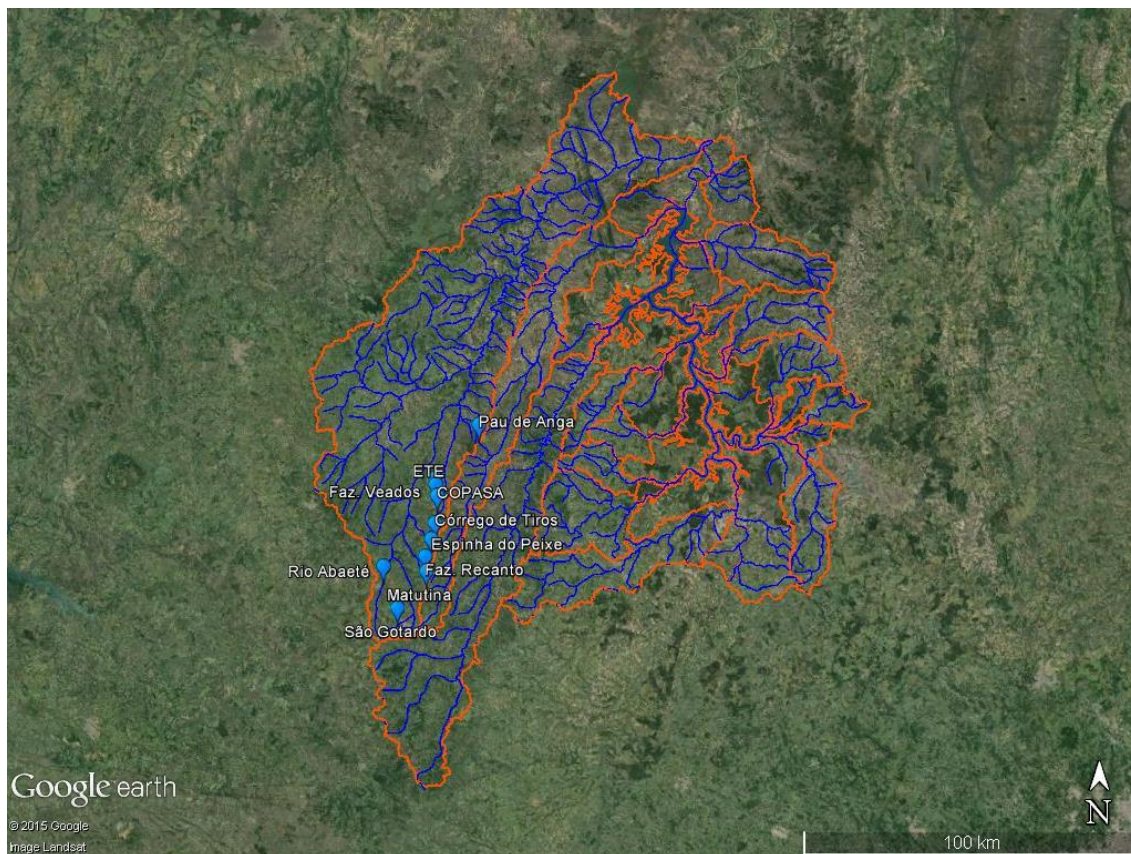 Pau de Anga
ETE
Faz. Veados
COPASA
Córrego de Tiros
Espinha do Peixe
Rio Abaeté
Faz. Recanto
Matutina
São Gotardo
Google earth
© 2015 Google
Image Landsat
N
100 km